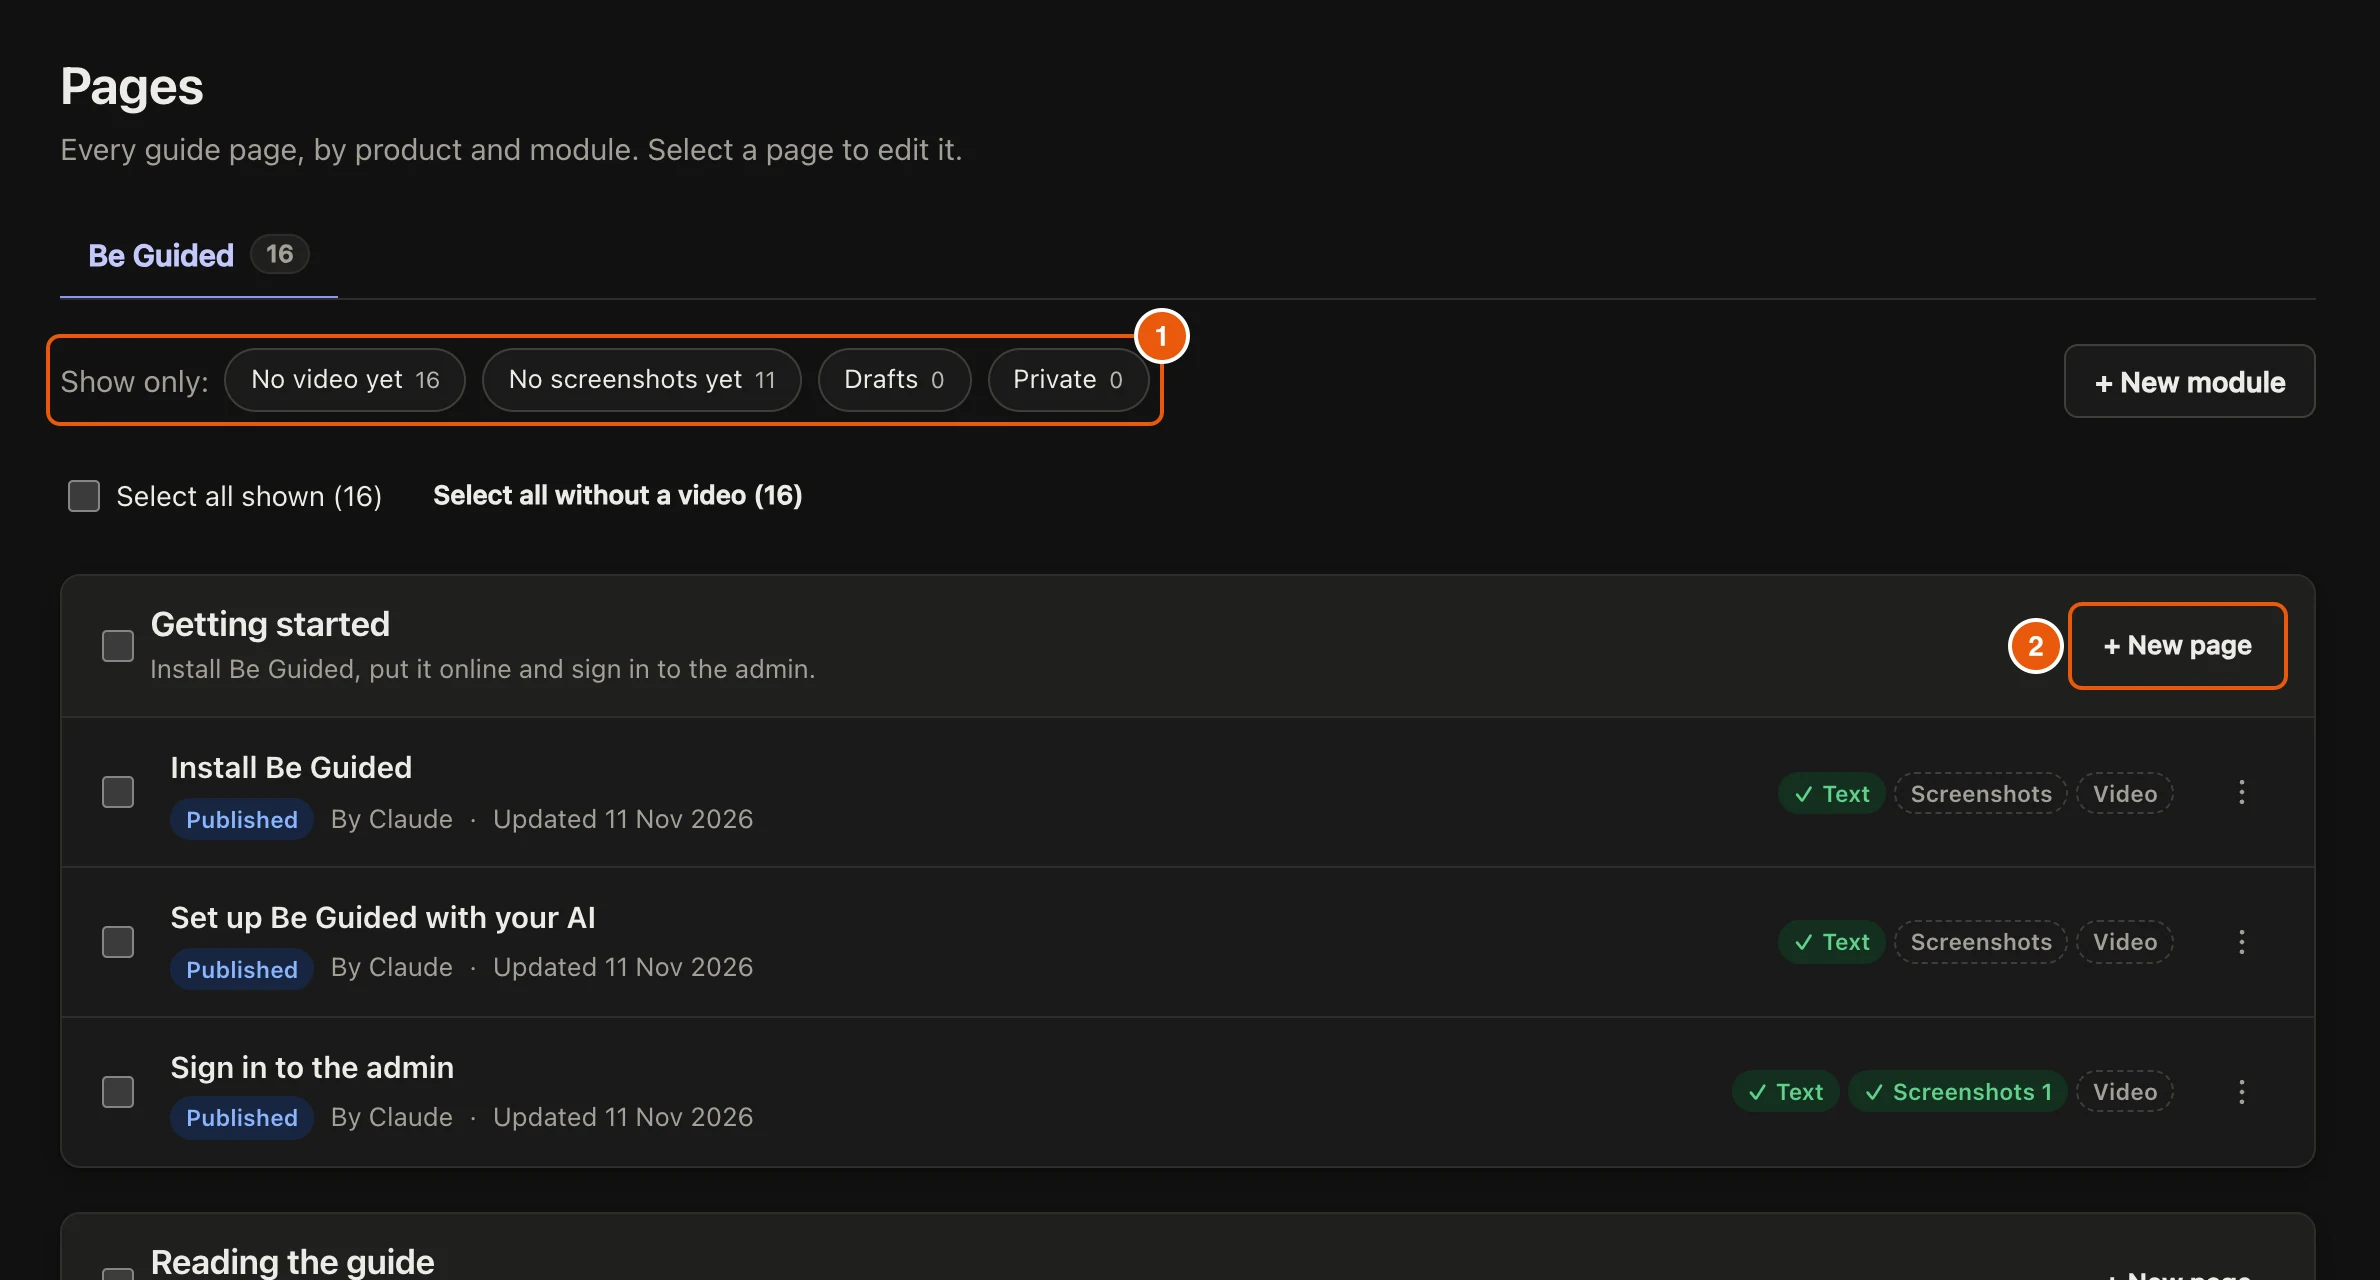 Pages
Every guide page, by product and module. Select a page to edit it.
Be Guided 16
1
Show only: No video yet 16 No screenshots yet 11 Drafts 0 Private 0
+ New module
Select all shown (16) Select all without a video (16)
Getting started
Install Be Guided, put it online and sign in to the admin.
2 + New page
Install Be Guided
Published By Claude · Updated 11 Nov 2026
✓ Text Screenshots Video
Set up Be Guided with your AI
Published By Claude · Updated 11 Nov 2026
✓ Text Screenshots Video
Sign in to the admin
Published By Claude · Updated 11 Nov 2026
✓ Text ✓ Screenshots 1 Video
Reading the guide
+ New page